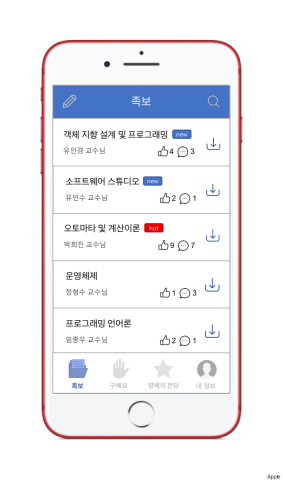 족보
객체 지향 설계 및 프로그래밍 new
유인경 교수님 4 3
소프트웨어 스튜디오 new
유민수 교수님 2 1
오토마타 및 계산이론 hot
박희진 교수님 9 7
운영체제
정형수 교수님 1 3
프로그래밍 언어론
임종우 교수님 2 1
족보 구해요 명예의 전당 내 정보
Apple